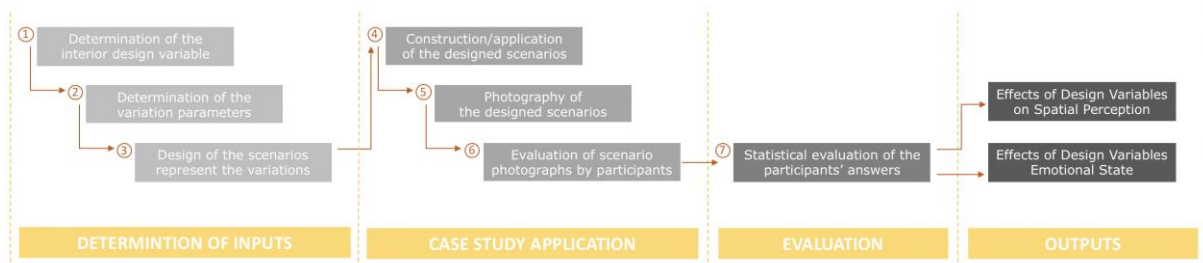 ①
Determination of the
interior design variable
②
Determination of the
variation parameters
③
Design of the scenarios
represent the variations
④
Construction/application
of the designed scenarios
⑤
Photography of
the designed scenarios
⑥
Evaluation of scenario
photographs by participants
⑦
Statistical evaluation of the
participants' answers
Effects of Design Variables
on Spatial Perception
Effects of Design Variables
Emotional State
DETERMINTION OF INPUTS
CASE STUDY APPLICATION
EVALUATION
OUTPUTS